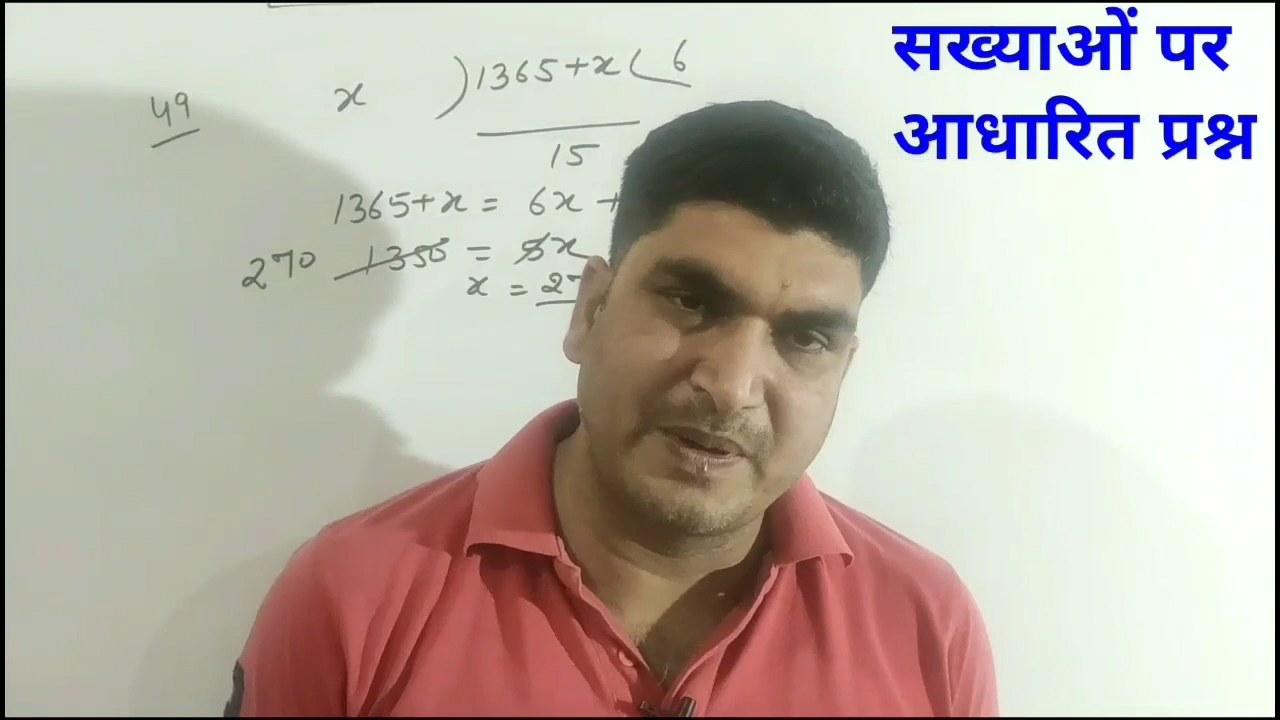 सख्याओं पर
आधारित प्रश्न
49
x ) 1365+x ( 6
15
1365+x = 6x +
270 1350 = 5x
x = 27